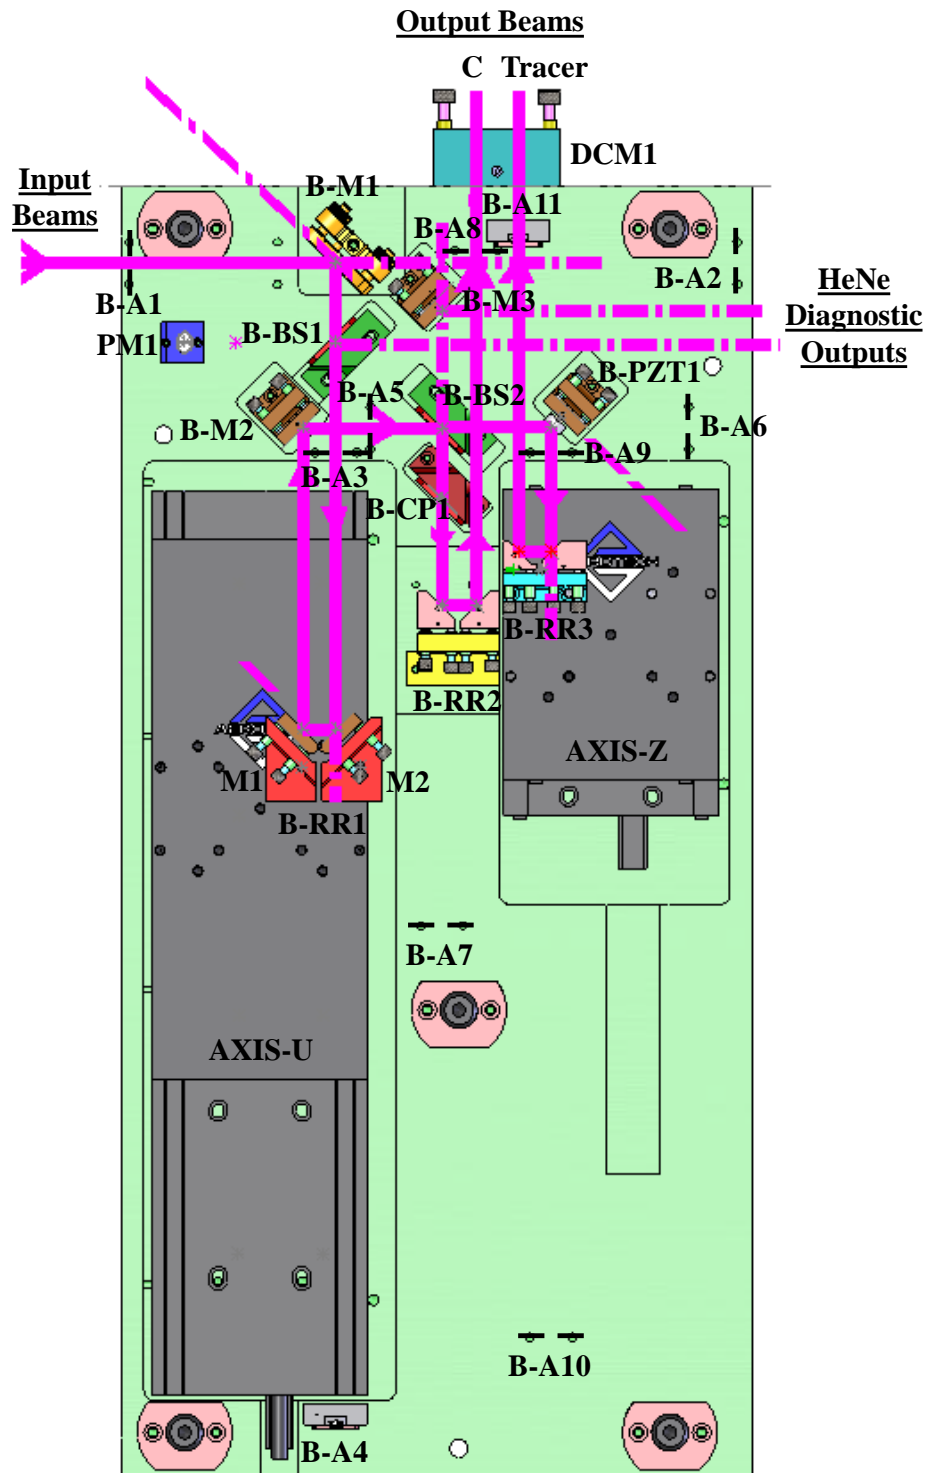 Output Beams
C Tracer
DCM1
Input
Beams
B-M1
B-A11
B-A8
B-A1
B-M3
B-A2
HeNe
Diagnostic
Outputs
PM1
B-BS1
B-A5
B-BS2
B-PZT1
B-M2
B-A6
B-A3
B-A9
B-CP1
B-RR3
B-RR2
M1
M2
B-RR1
AXIS-Z
B-A7
AXIS-U
B-A10
B-A4